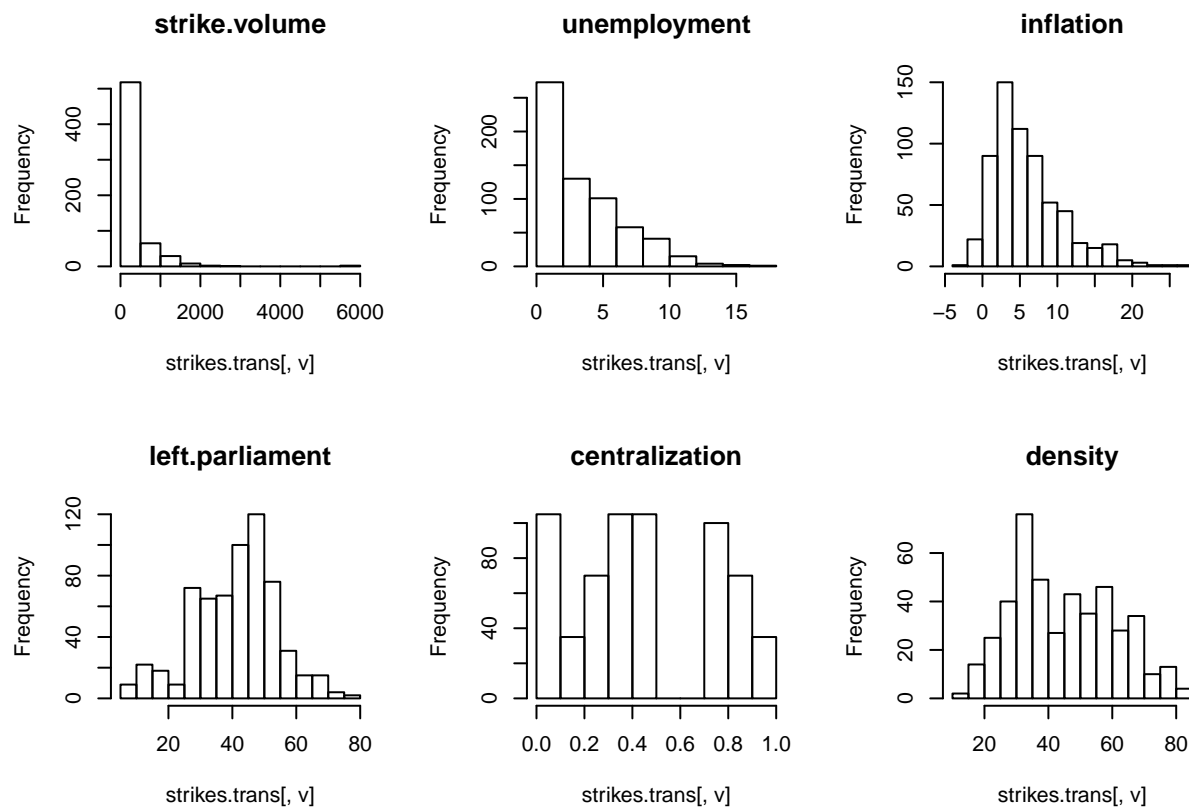 strike.volume
Frequency
0
200
400
0
2000
4000
6000
strikes.trans[, v]
unemployment
Frequency
0
100
200
0
5
10
15
strikes.trans[, v]
inflation
Frequency
0
50
100
150
−5
0
5
10
20
strikes.trans[, v]
left.parliament
Frequency
0
40
80
120
20
40
60
80
strikes.trans[, v]
centralization
Frequency
0
40
80
0.0
0.2
0.4
0.6
0.8
1.0
strikes.trans[, v]
density
Frequency
0
20
40
60
20
40
60
80
strikes.trans[, v]